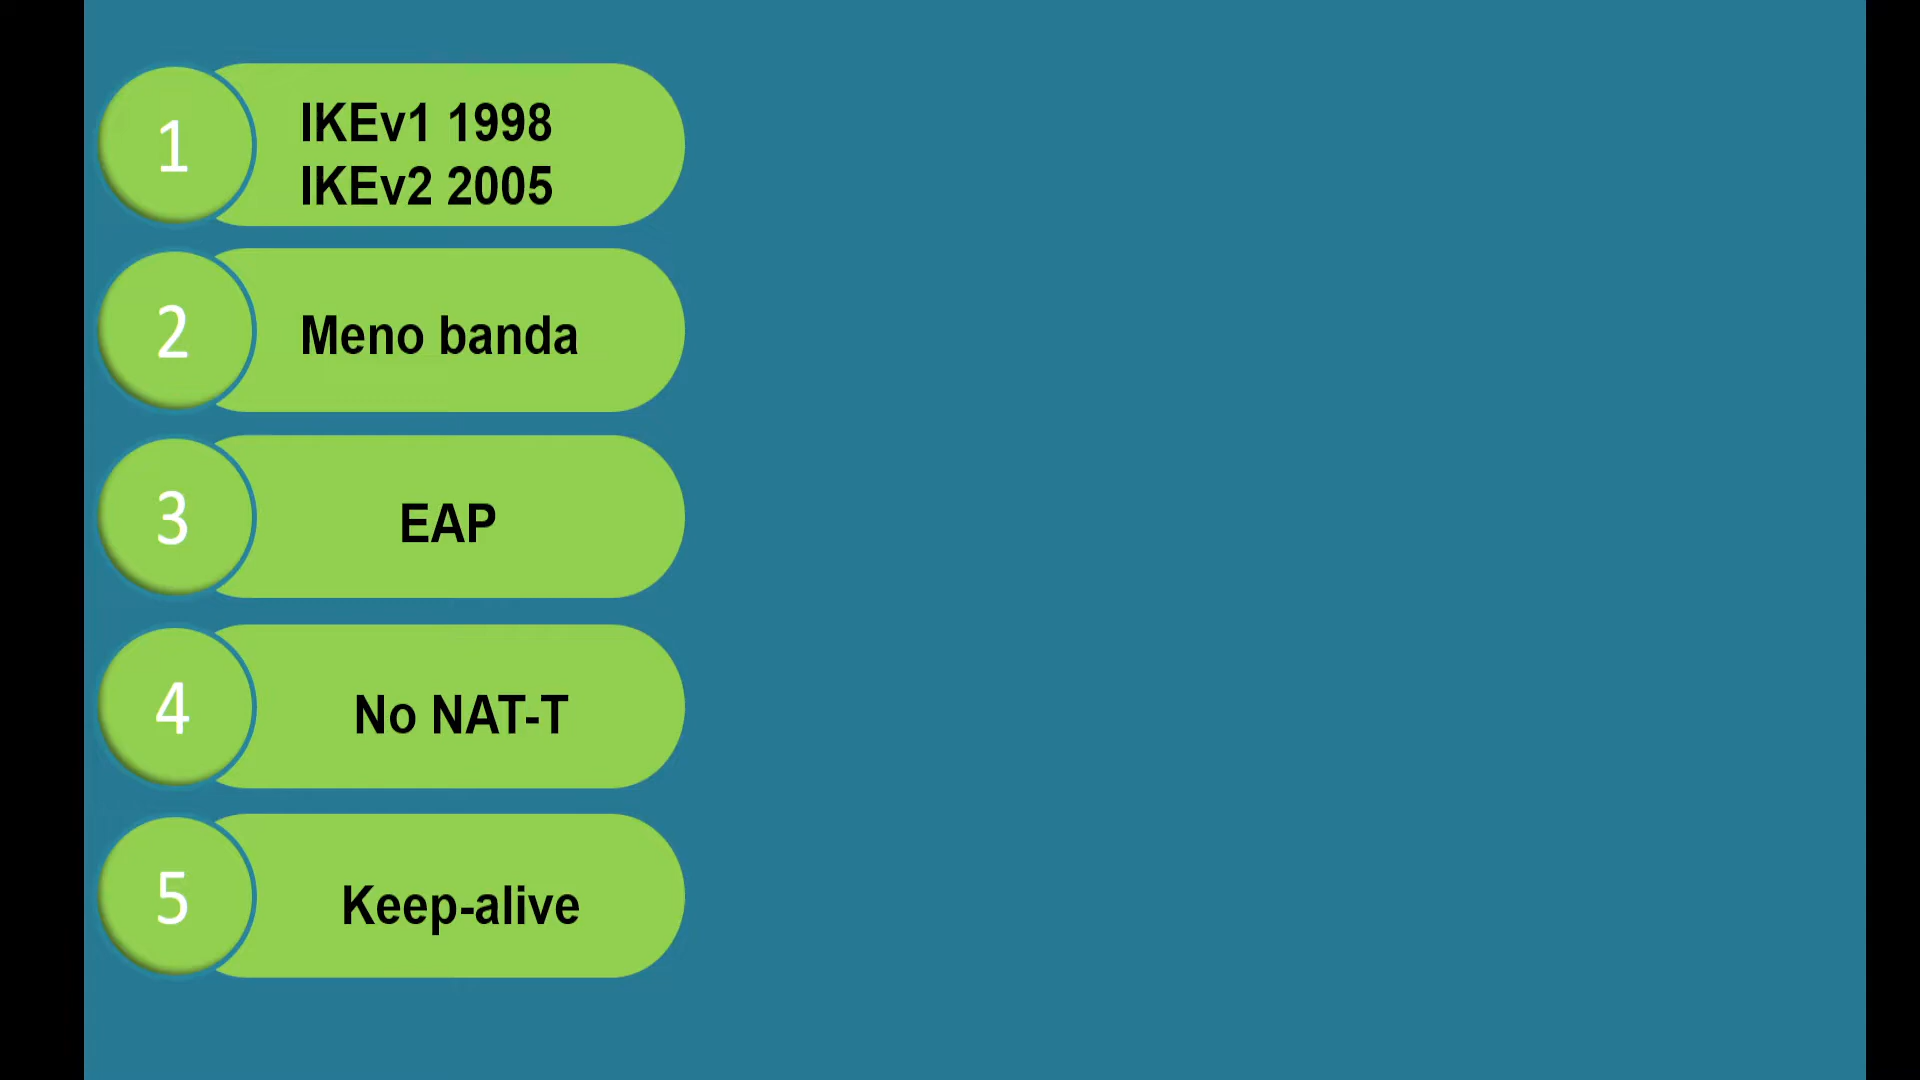 1
IKEv1 1998
IKEv2 2005
2
Meno banda
3
EAP
4
No NAT-T
5
Keep-alive